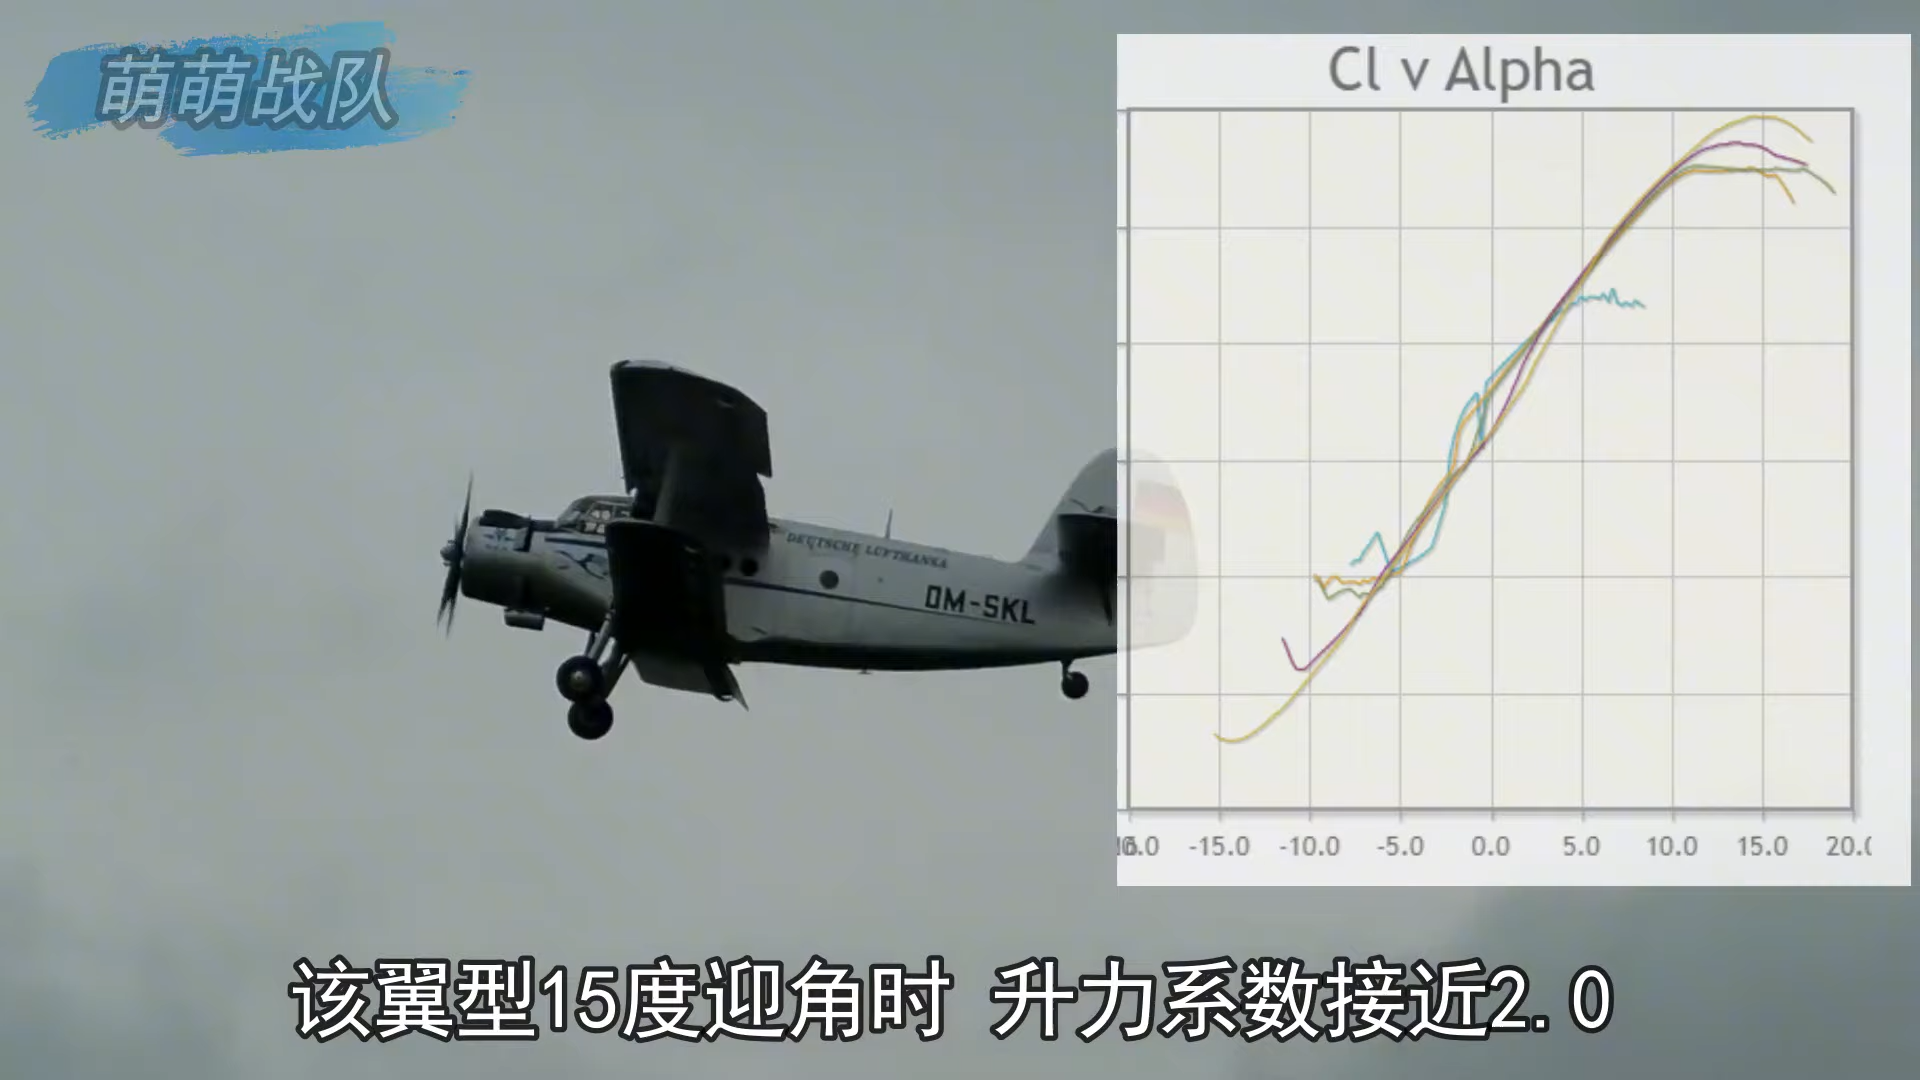 萌萌战队
Cl v Alpha
DEUTSCHE LUFTHANSA
OM-SKL
-15.0 -10.0 -5.0 0.0 5.0 10.0 15.0 20.
该翼型15度迎角时 升力系数接近2.0